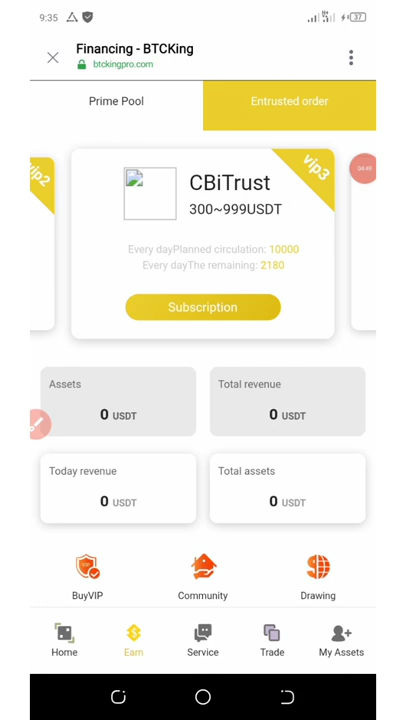 9:35
37
Financing - BTCKing
btckingpro.com
Prime Pool
Entrusted order
vip2
vip3
04:49
CBiTrust
300~999USDT
Every dayPlanned circulation: 10000
Every dayThe remaining: 2180
Subscription
Assets
Total revenue
0 USDT
0 USDT
Today revenue
Total assets
0 USDT
0 USDT
BuyVIP
Community
Drawing
Home
Earn
Service
Trade
My Assets